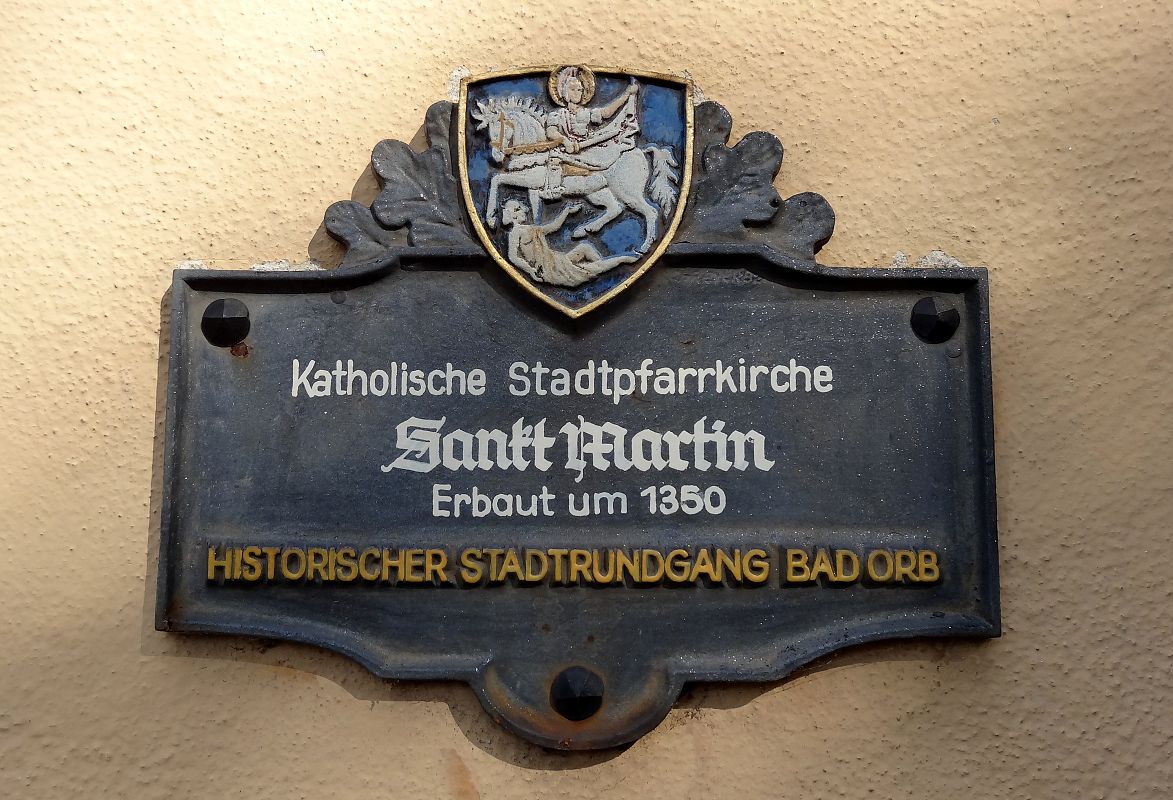 Katholische Stadtpfarrkirche
Sankt Martin
Erbaut um 1350
HISTORISCHER STADTRUNDGANG BAD ORB